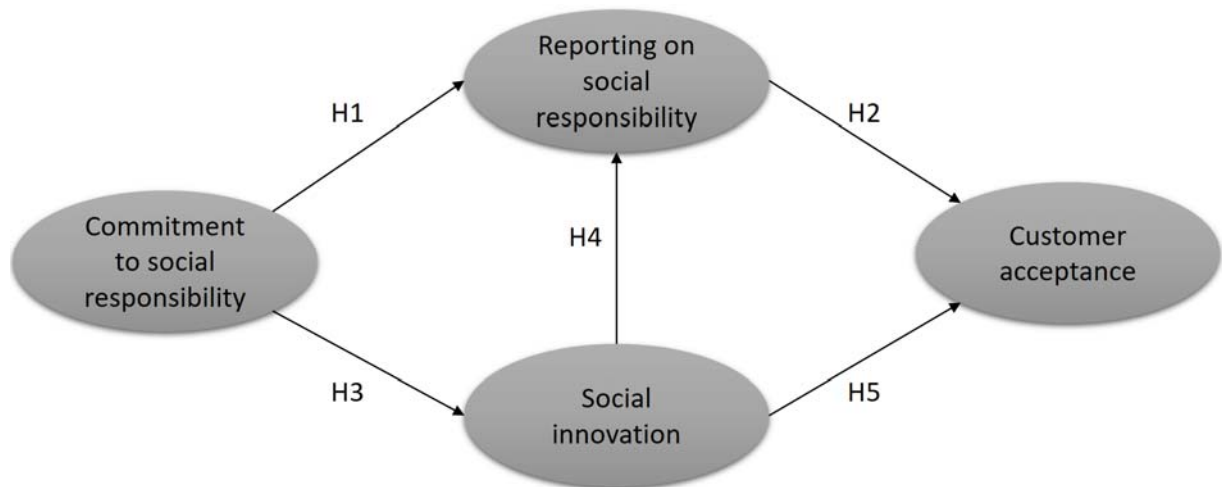 Reporting on
social
responsibility
H1
H2
Commitment
to social
responsibility
H4
Customer
acceptance
H3
H5
Social
innovation